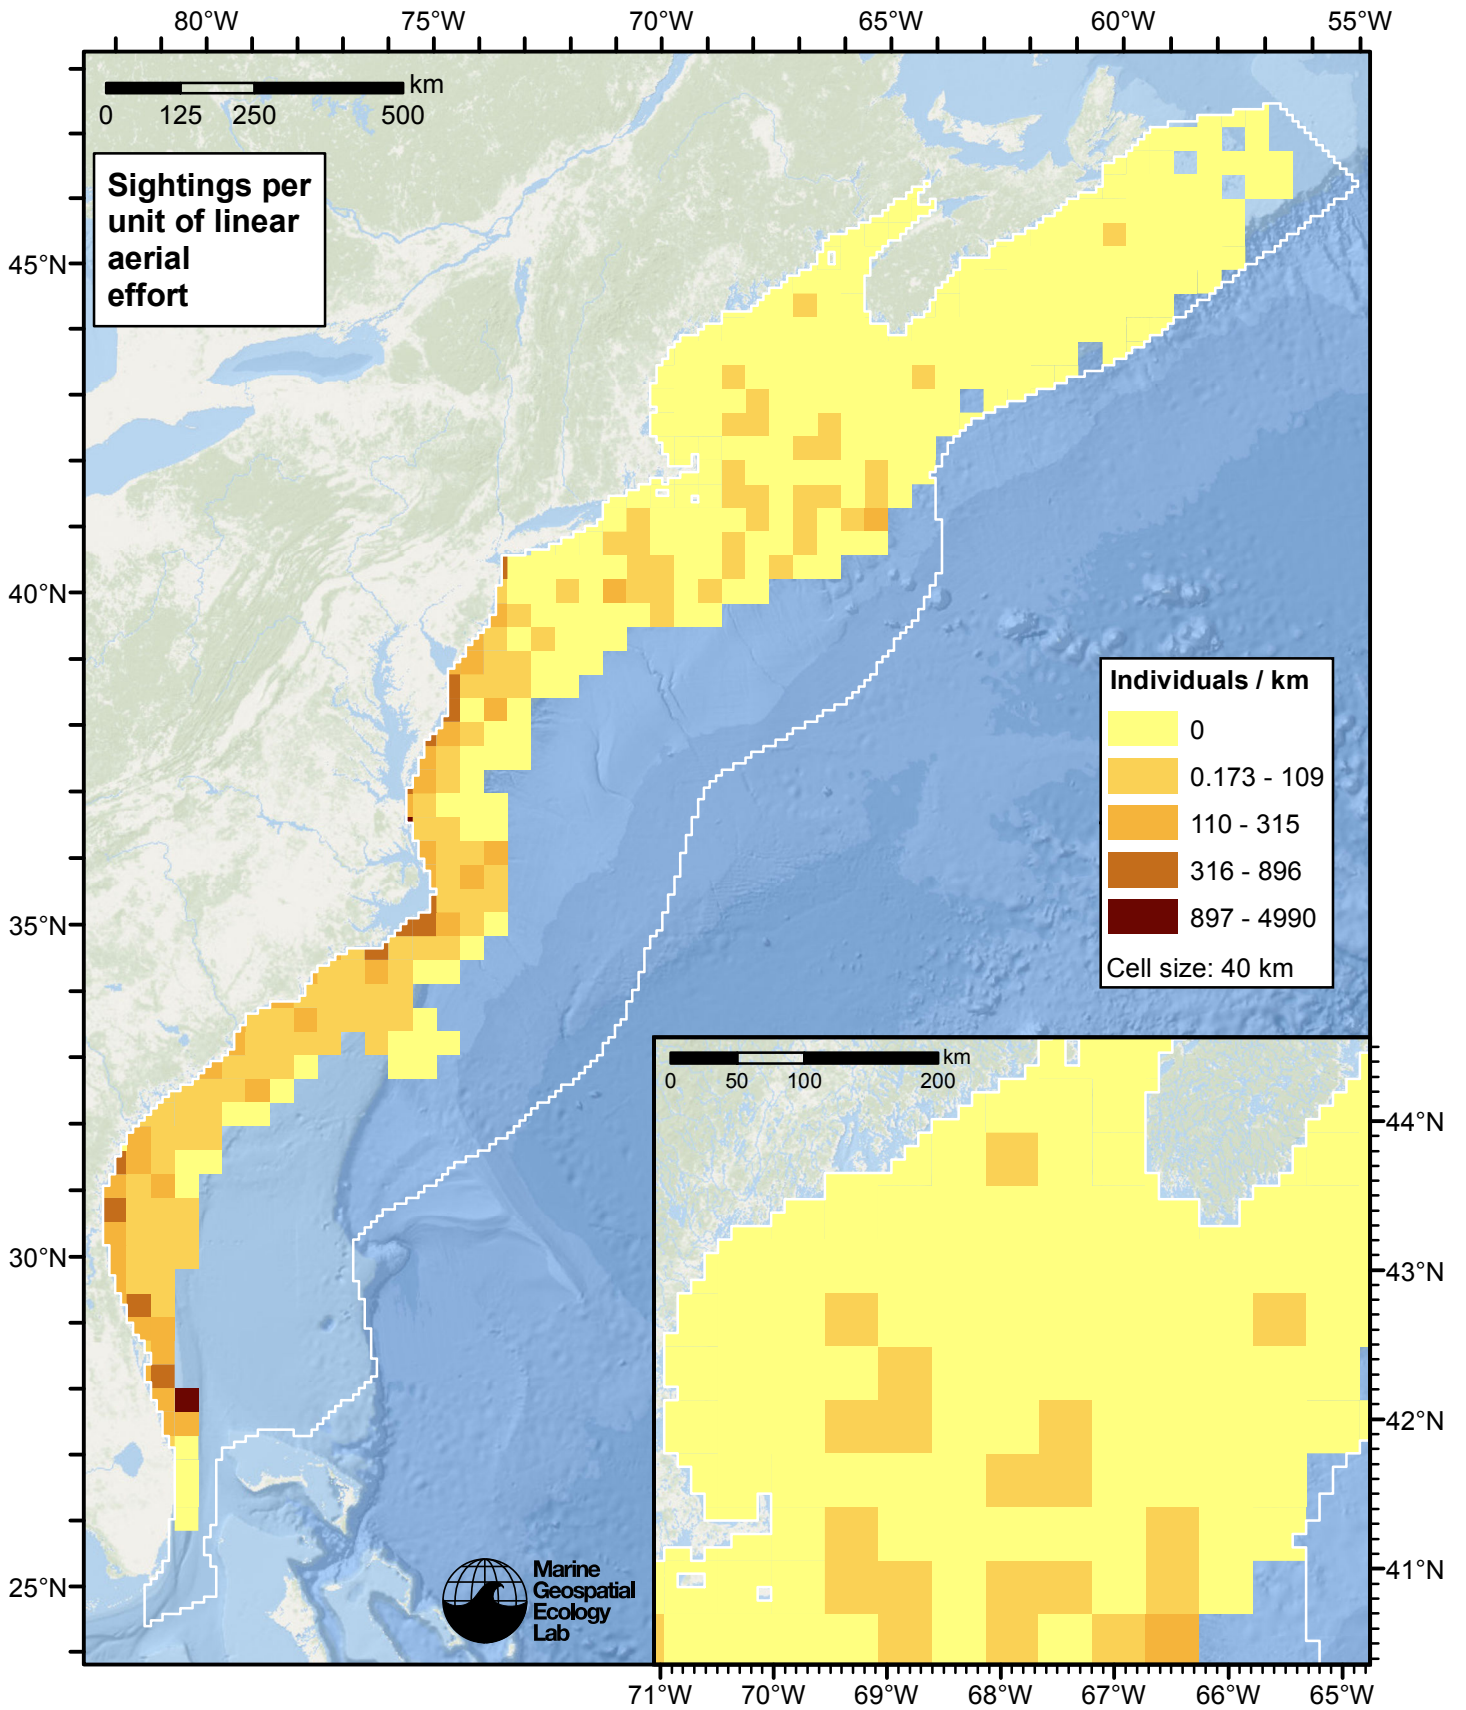 80°W 75°W 70°W 65°W 60°W 55°W
km
0 125 250 500
Sightings per
unit of linear
aerial
effort
45°N
40°N
35°N
30°N
25°N
Individuals / km
0
0.173 - 109
110 - 315
316 - 896
897 - 4990
Cell size: 40 km
km
0 50 100 200
44°N
43°N
42°N
41°N
Marine
Geospatial
Ecology
Lab
71°W 70°W 69°W 68°W 67°W 66°W 65°W